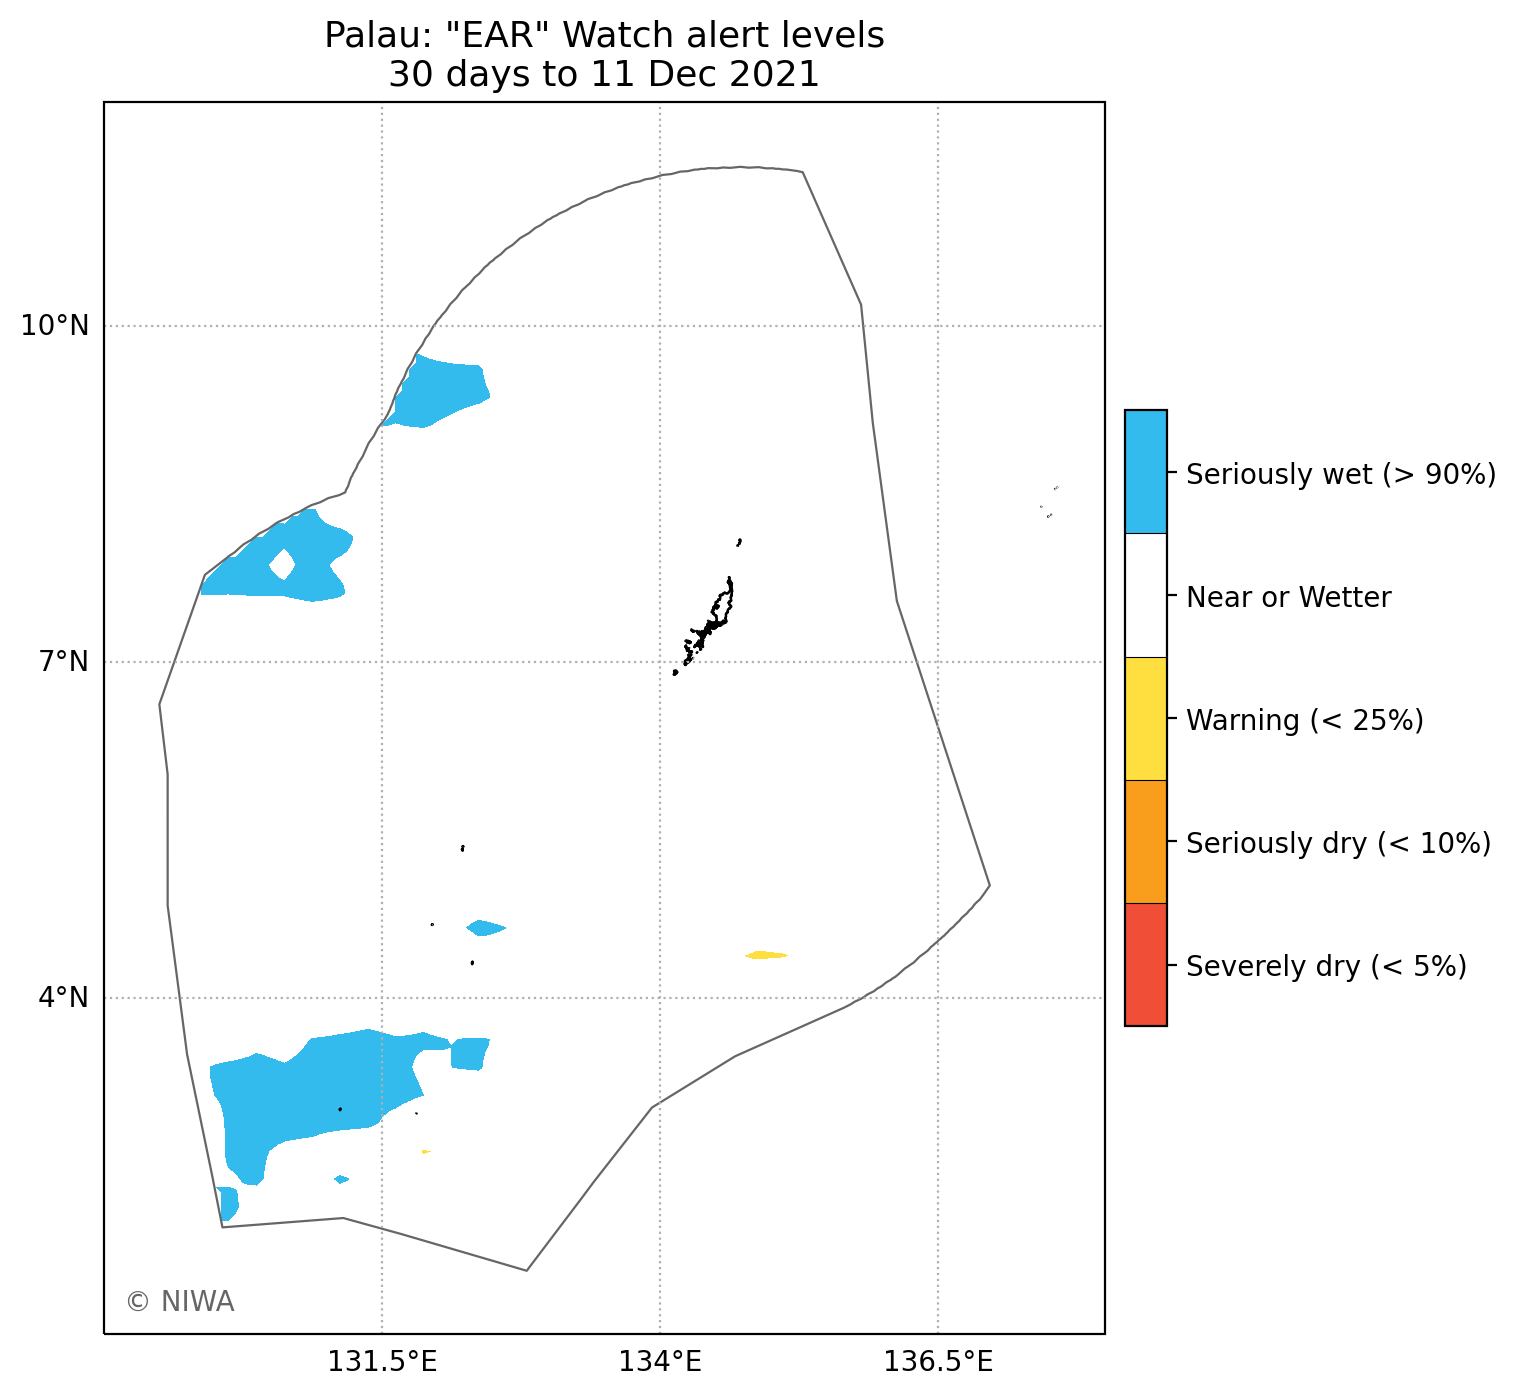 Palau: "EAR" Watch alert levels
30 days to 11 Dec 2021
10°N
7°N
4°N
131.5°E
134°E
136.5°E
Seriously wet (> 90%)
Near or Wetter
Warning (< 25%)
Seriously dry (< 10%)
Severely dry (< 5%)
© NIWA